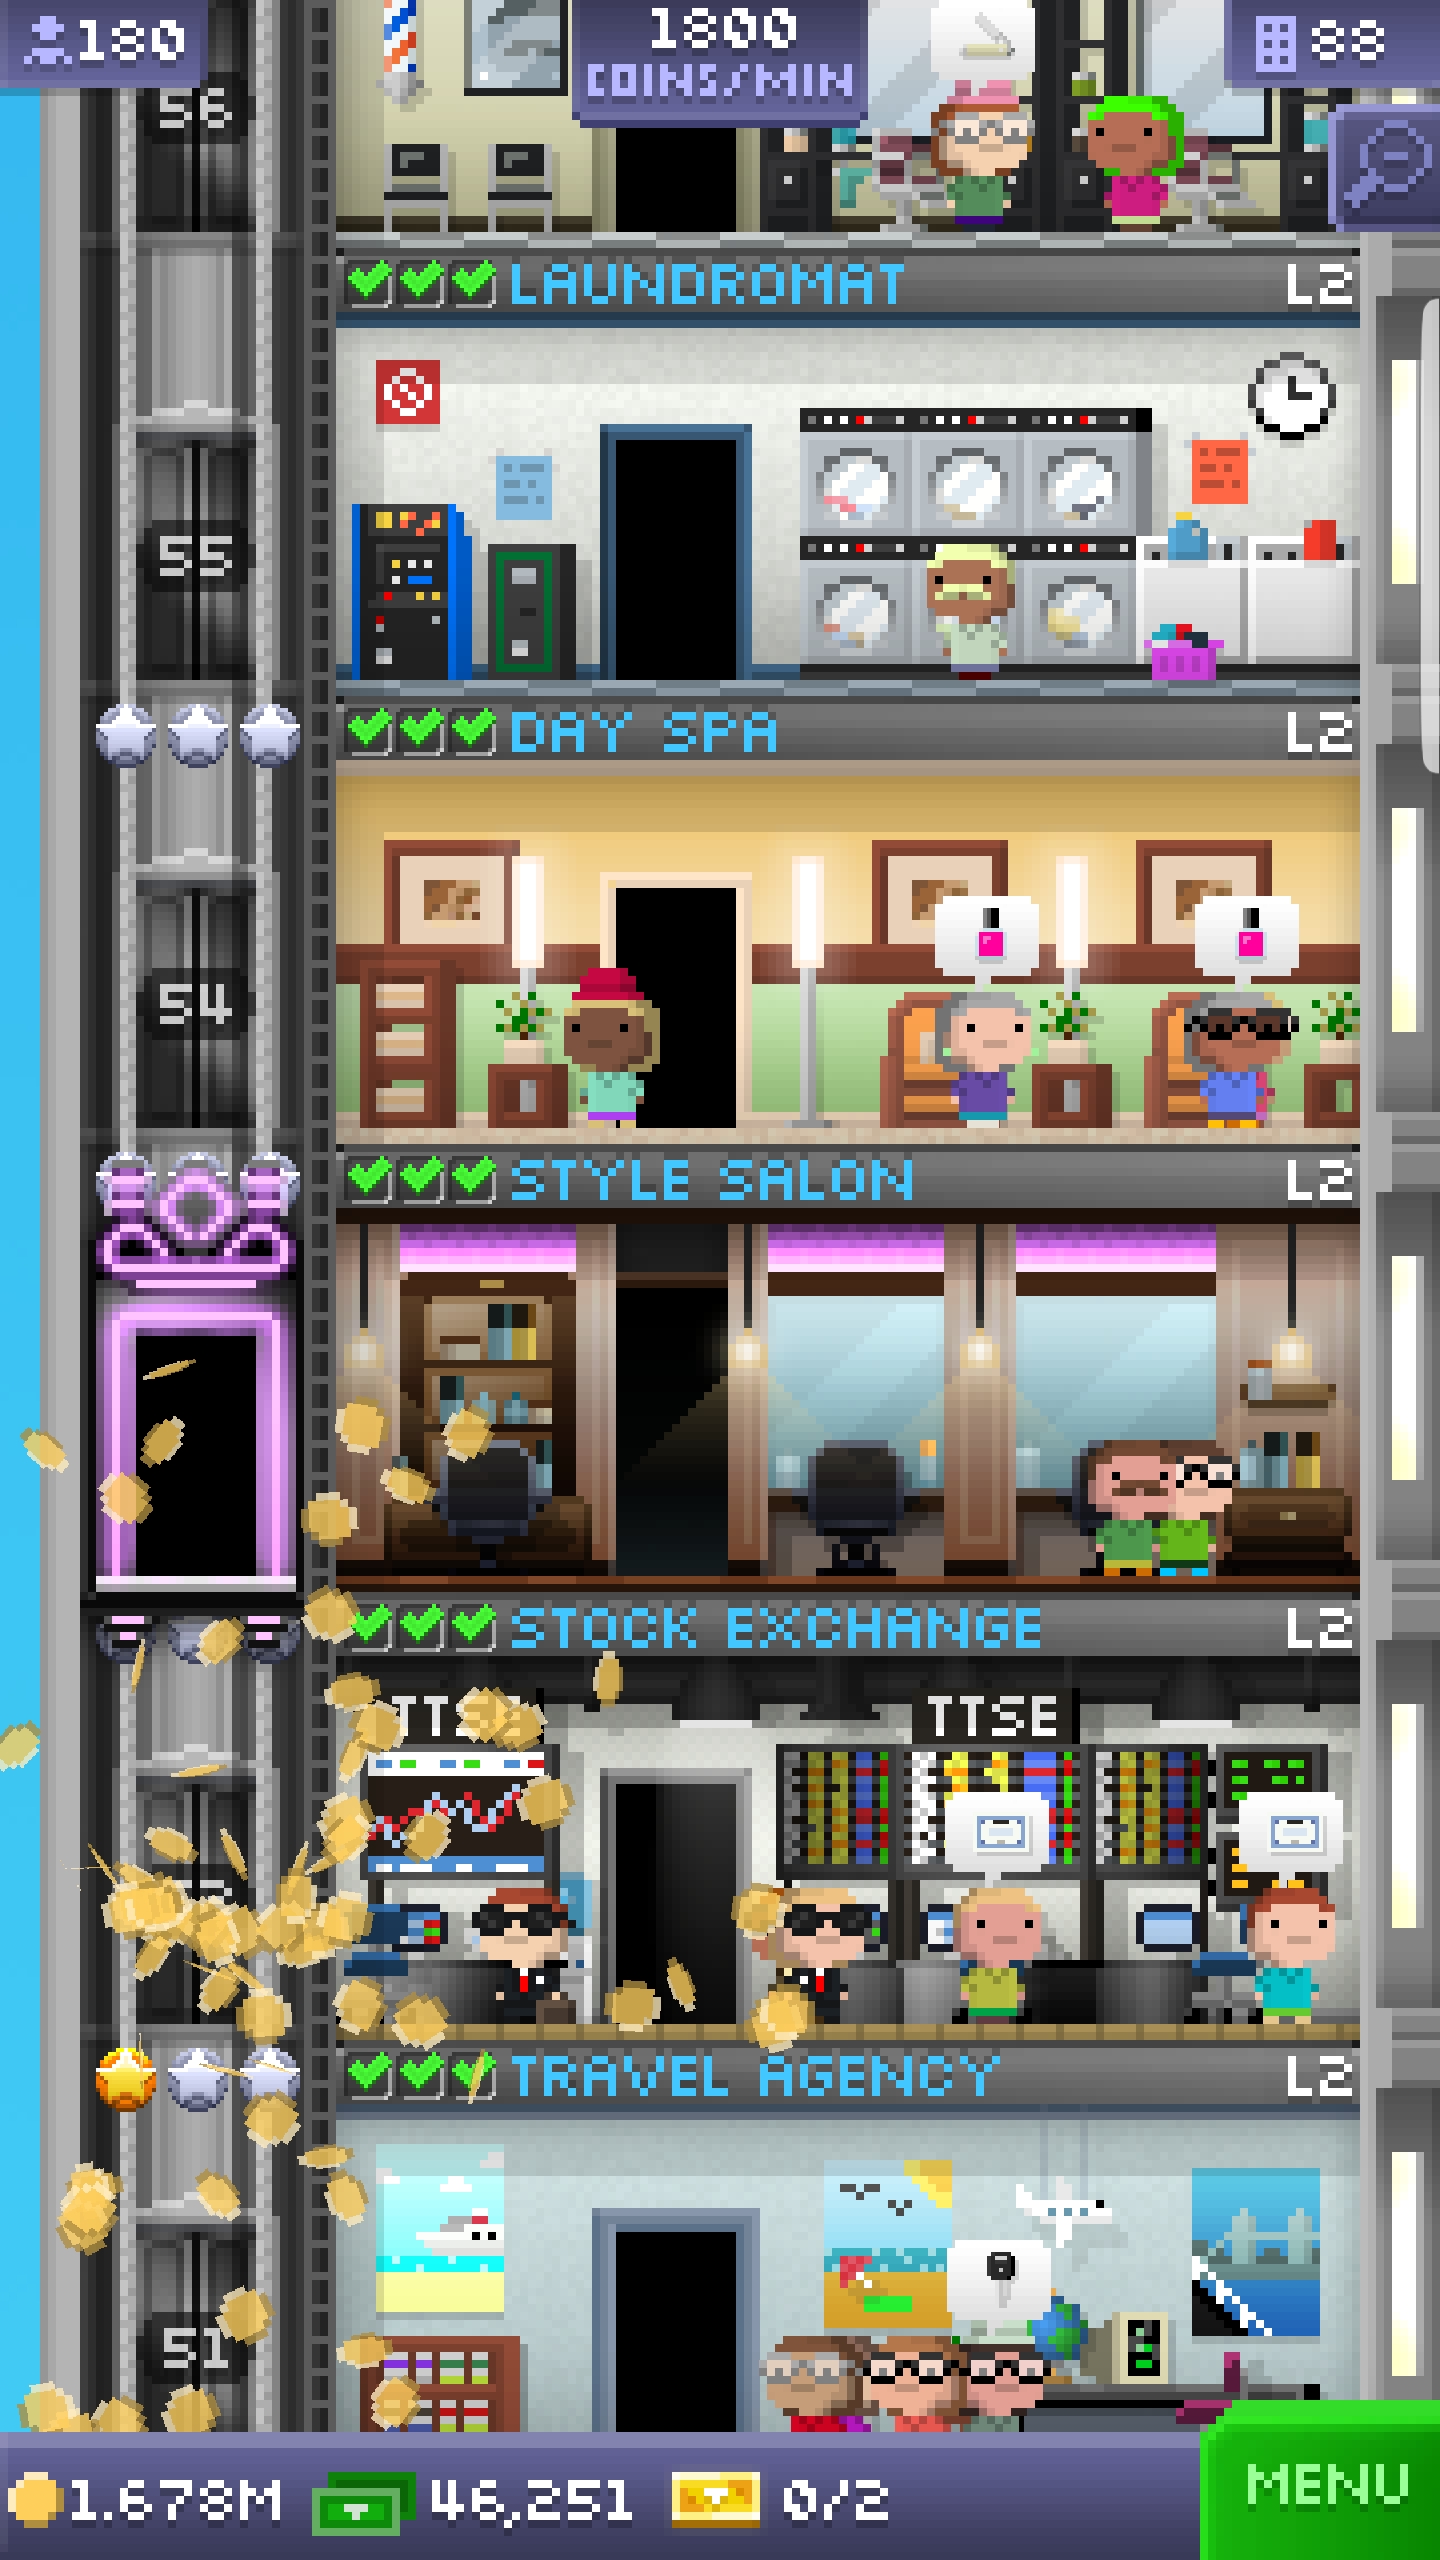 180
1800
COINS/MIN
88
56
LAUNDROMAT L2
55
DAY SPA L2
54
STYLE SALON L2
STOCK EXCHANGE L2
TTSE
TRAVEL AGENCY L2
51
1.678M 46,251 0/2
MENU